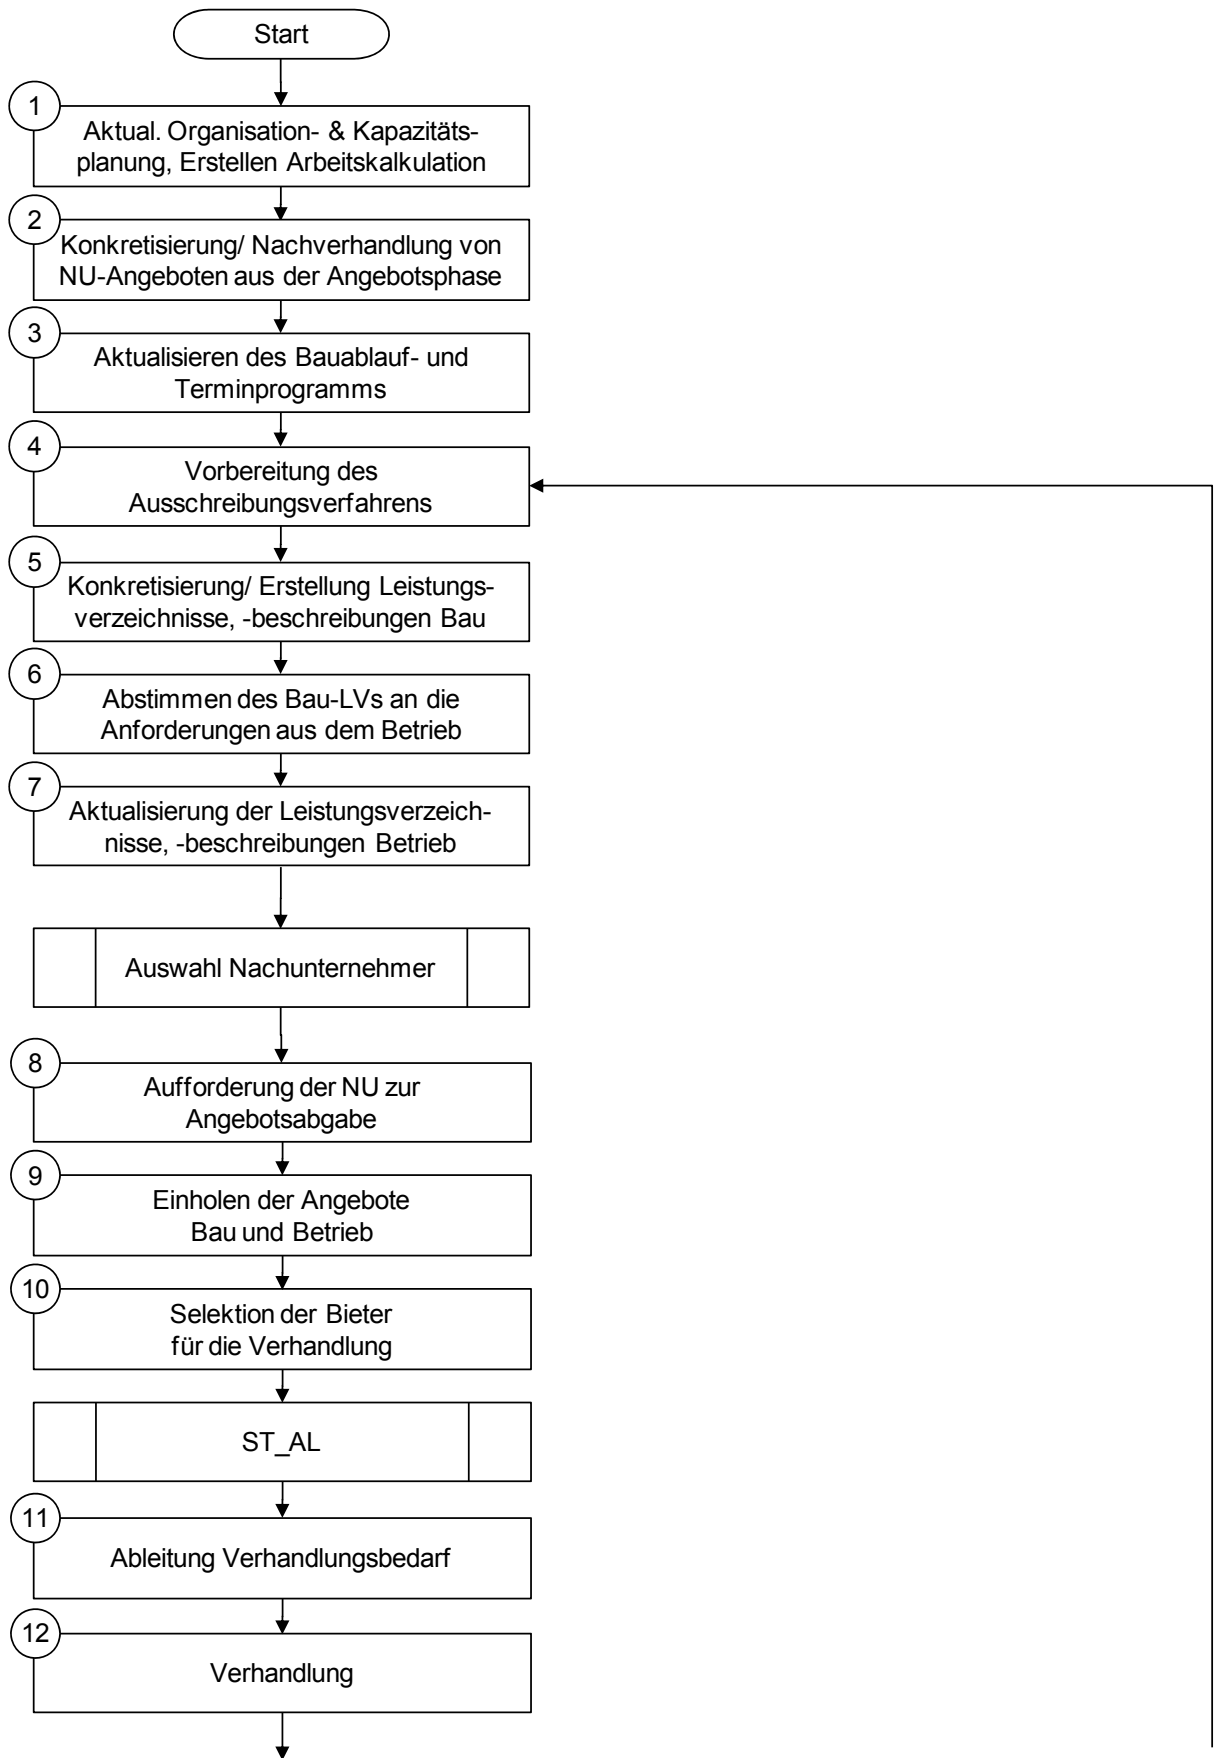 Start
1
Aktual. Organisation- & Kapazitäts-
planung, Erstellen Arbeitskalkulation
2
Konkretisierung/ Nachverhandlung von
NU-Angeboten aus der Angebotsphase
3
Aktualisieren des Bauablauf- und
Terminprogramms
4
Vorbereitung des
Ausschreibungsverfahrens
5
Konkretisierung/ Erstellung Leistungs-
verzeichnisse, -beschreibungen Bau
6
Abstimmen des Bau-LVs an die
Anforderungen aus dem Betrieb
7
Aktualisierung der Leistungsverzeich-
nisse, -beschreibungen Betrieb
Auswahl Nachunternehmer
8
Aufforderung der NU zur
Angebotsabgabe
9
Einholen der Angebote
Bau und Betrieb
10
Selektion der Bieter
für die Verhandlung
ST_AL
11
Ableitung Verhandlungsbedarf
12
Verhandlung